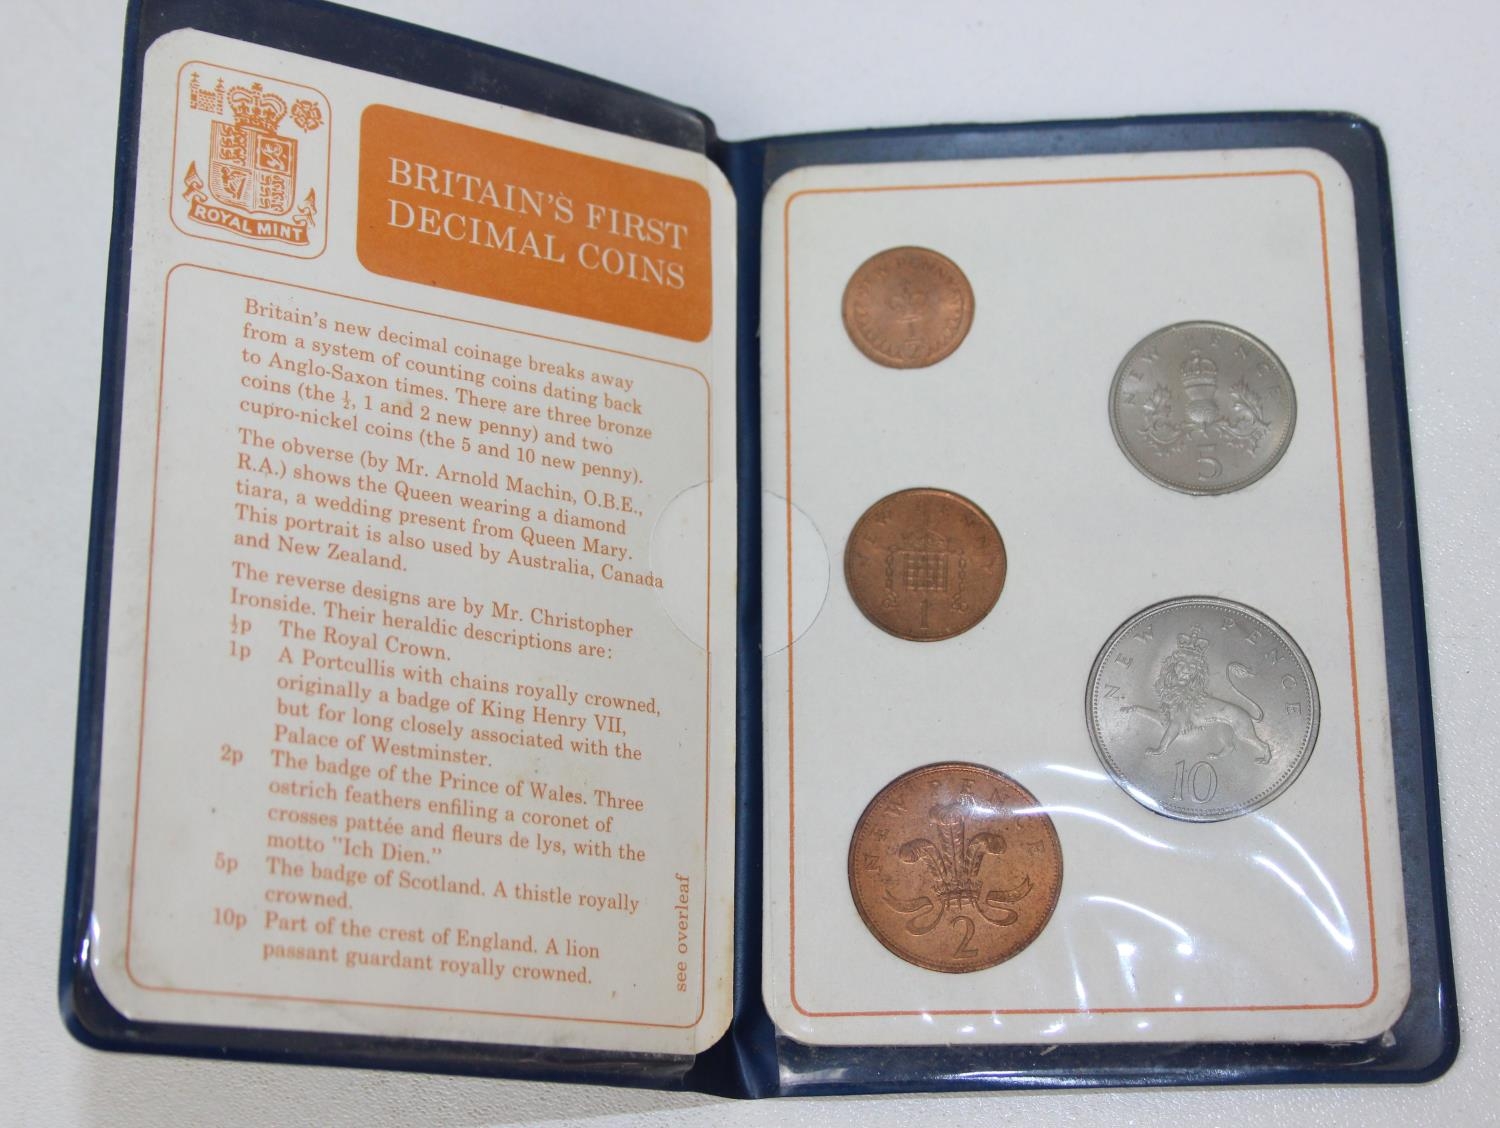 ROYAL MINT
BRITAIN'S FIRST
DECIMAL COINS
Britain's new decimal coinage breaks away
from a system of counting coins dating back
to Anglo-Saxon times. There are three bronze
coins (the ½, 1 and 2 new penny) and two
cupro-nickel coins (the 5 and 10 new penny).
The obverse (by Mr. Arnold Machin, O.B.E.,
R.A.) shows the Queen wearing a diamond
tiara, a wedding present from Queen Mary.
This portrait is also used by Australia, Canada
and New Zealand.
The reverse designs are by Mr. Christopher
Ironside. Their heraldic descriptions are:
½p The Royal Crown.
1p A Portcullis with chains royally crowned,
originally a badge of King Henry VII,
but for long closely associated with the
Palace of Westminster.
2p The badge of the Prince of Wales. Three
ostrich feathers enfiling a coronet of
crosses pattée and fleurs de lys, with the
motto "Ich Dien."
5p The badge of Scotland. A thistle royally
crowned.
10p Part of the crest of England. A lion
passant guardant royally crowned.
see overleaf
NEW PENNY
½
NEW PENCE
5
NEW PENNY
1
NEW PENCE
10
NEW PENCE
2